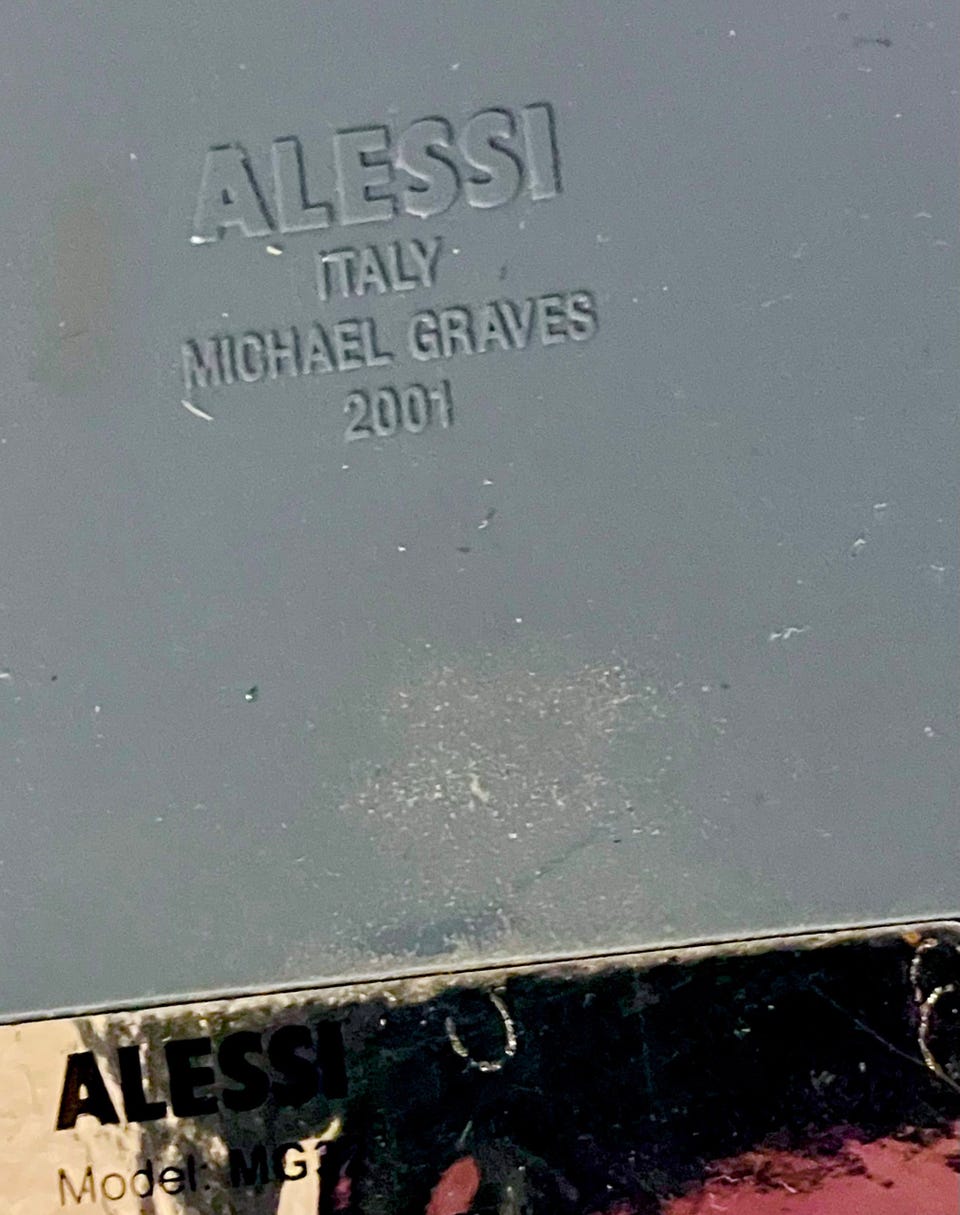 ALESSI
ITALY
MICHAEL GRAVES
2001
ALESSI
Model: